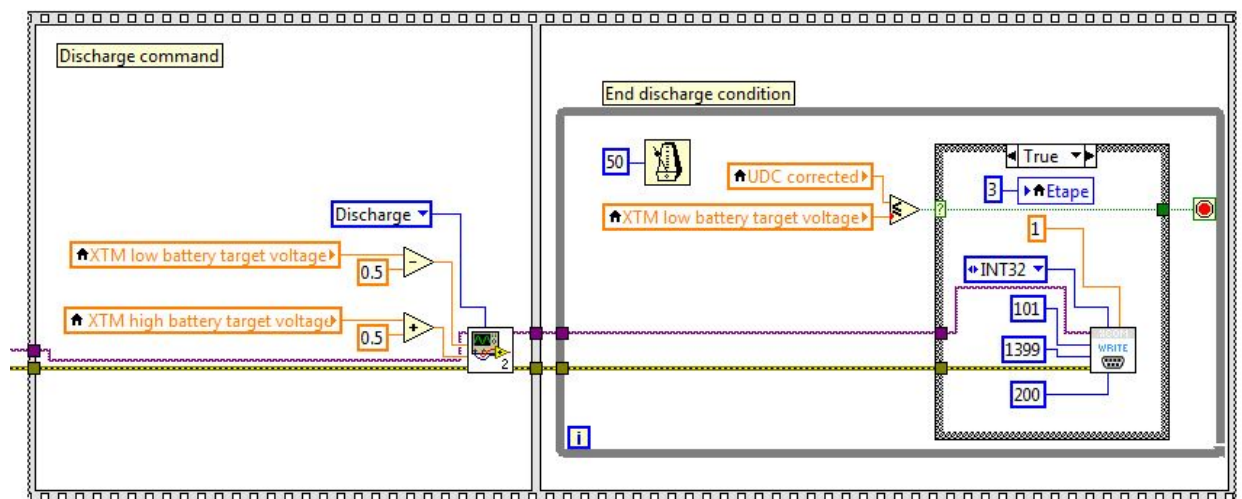 Discharge command
Discharge
XTM low battery target voltage
0.5
XTM high battery target voltage
0.5
2
End discharge condition
50
UDC corrected
XTM low battery target voltage
≤
?
True
3
Etape
1
INT32
101
1399
200
WRITE
i